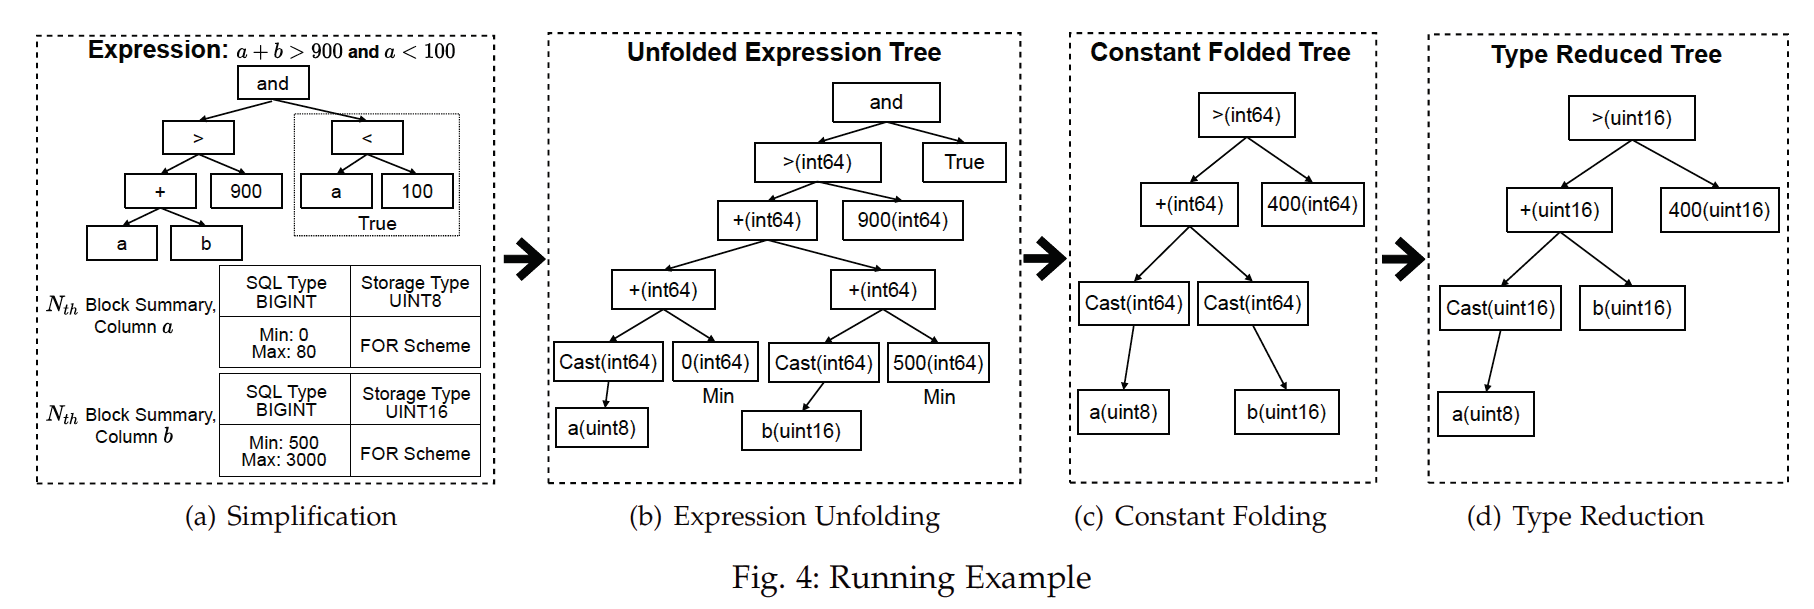 Expression: a + b > 900 and a < 100
and
>
<
+
900
a
100
a
b
True
Nth Block Summary,
Column a
SQL Type
BIGINT
Storage Type
UINT8
Min: 0
Max: 80
FOR Scheme
Nth Block Summary,
Column b
SQL Type
BIGINT
Storage Type
UINT16
Min: 500
Max: 3000
FOR Scheme
(a) Simplification
Unfolded Expression Tree
and
>(int64)
True
+(int64)
900(int64)
+(int64)
+(int64)
Cast(int64)
0(int64)
Cast(int64)
500(int64)
Min
Min
a(uint8)
b(uint16)
(b) Expression Unfolding
Constant Folded Tree
>(int64)
+(int64)
400(int64)
Cast(int64)
Cast(int64)
a(uint8)
b(uint16)
(c) Constant Folding
Type Reduced Tree
>(uint16)
+(uint16)
400(uint16)
Cast(uint16)
b(uint16)
a(uint8)
(d) Type Reduction
Fig. 4: Running Example